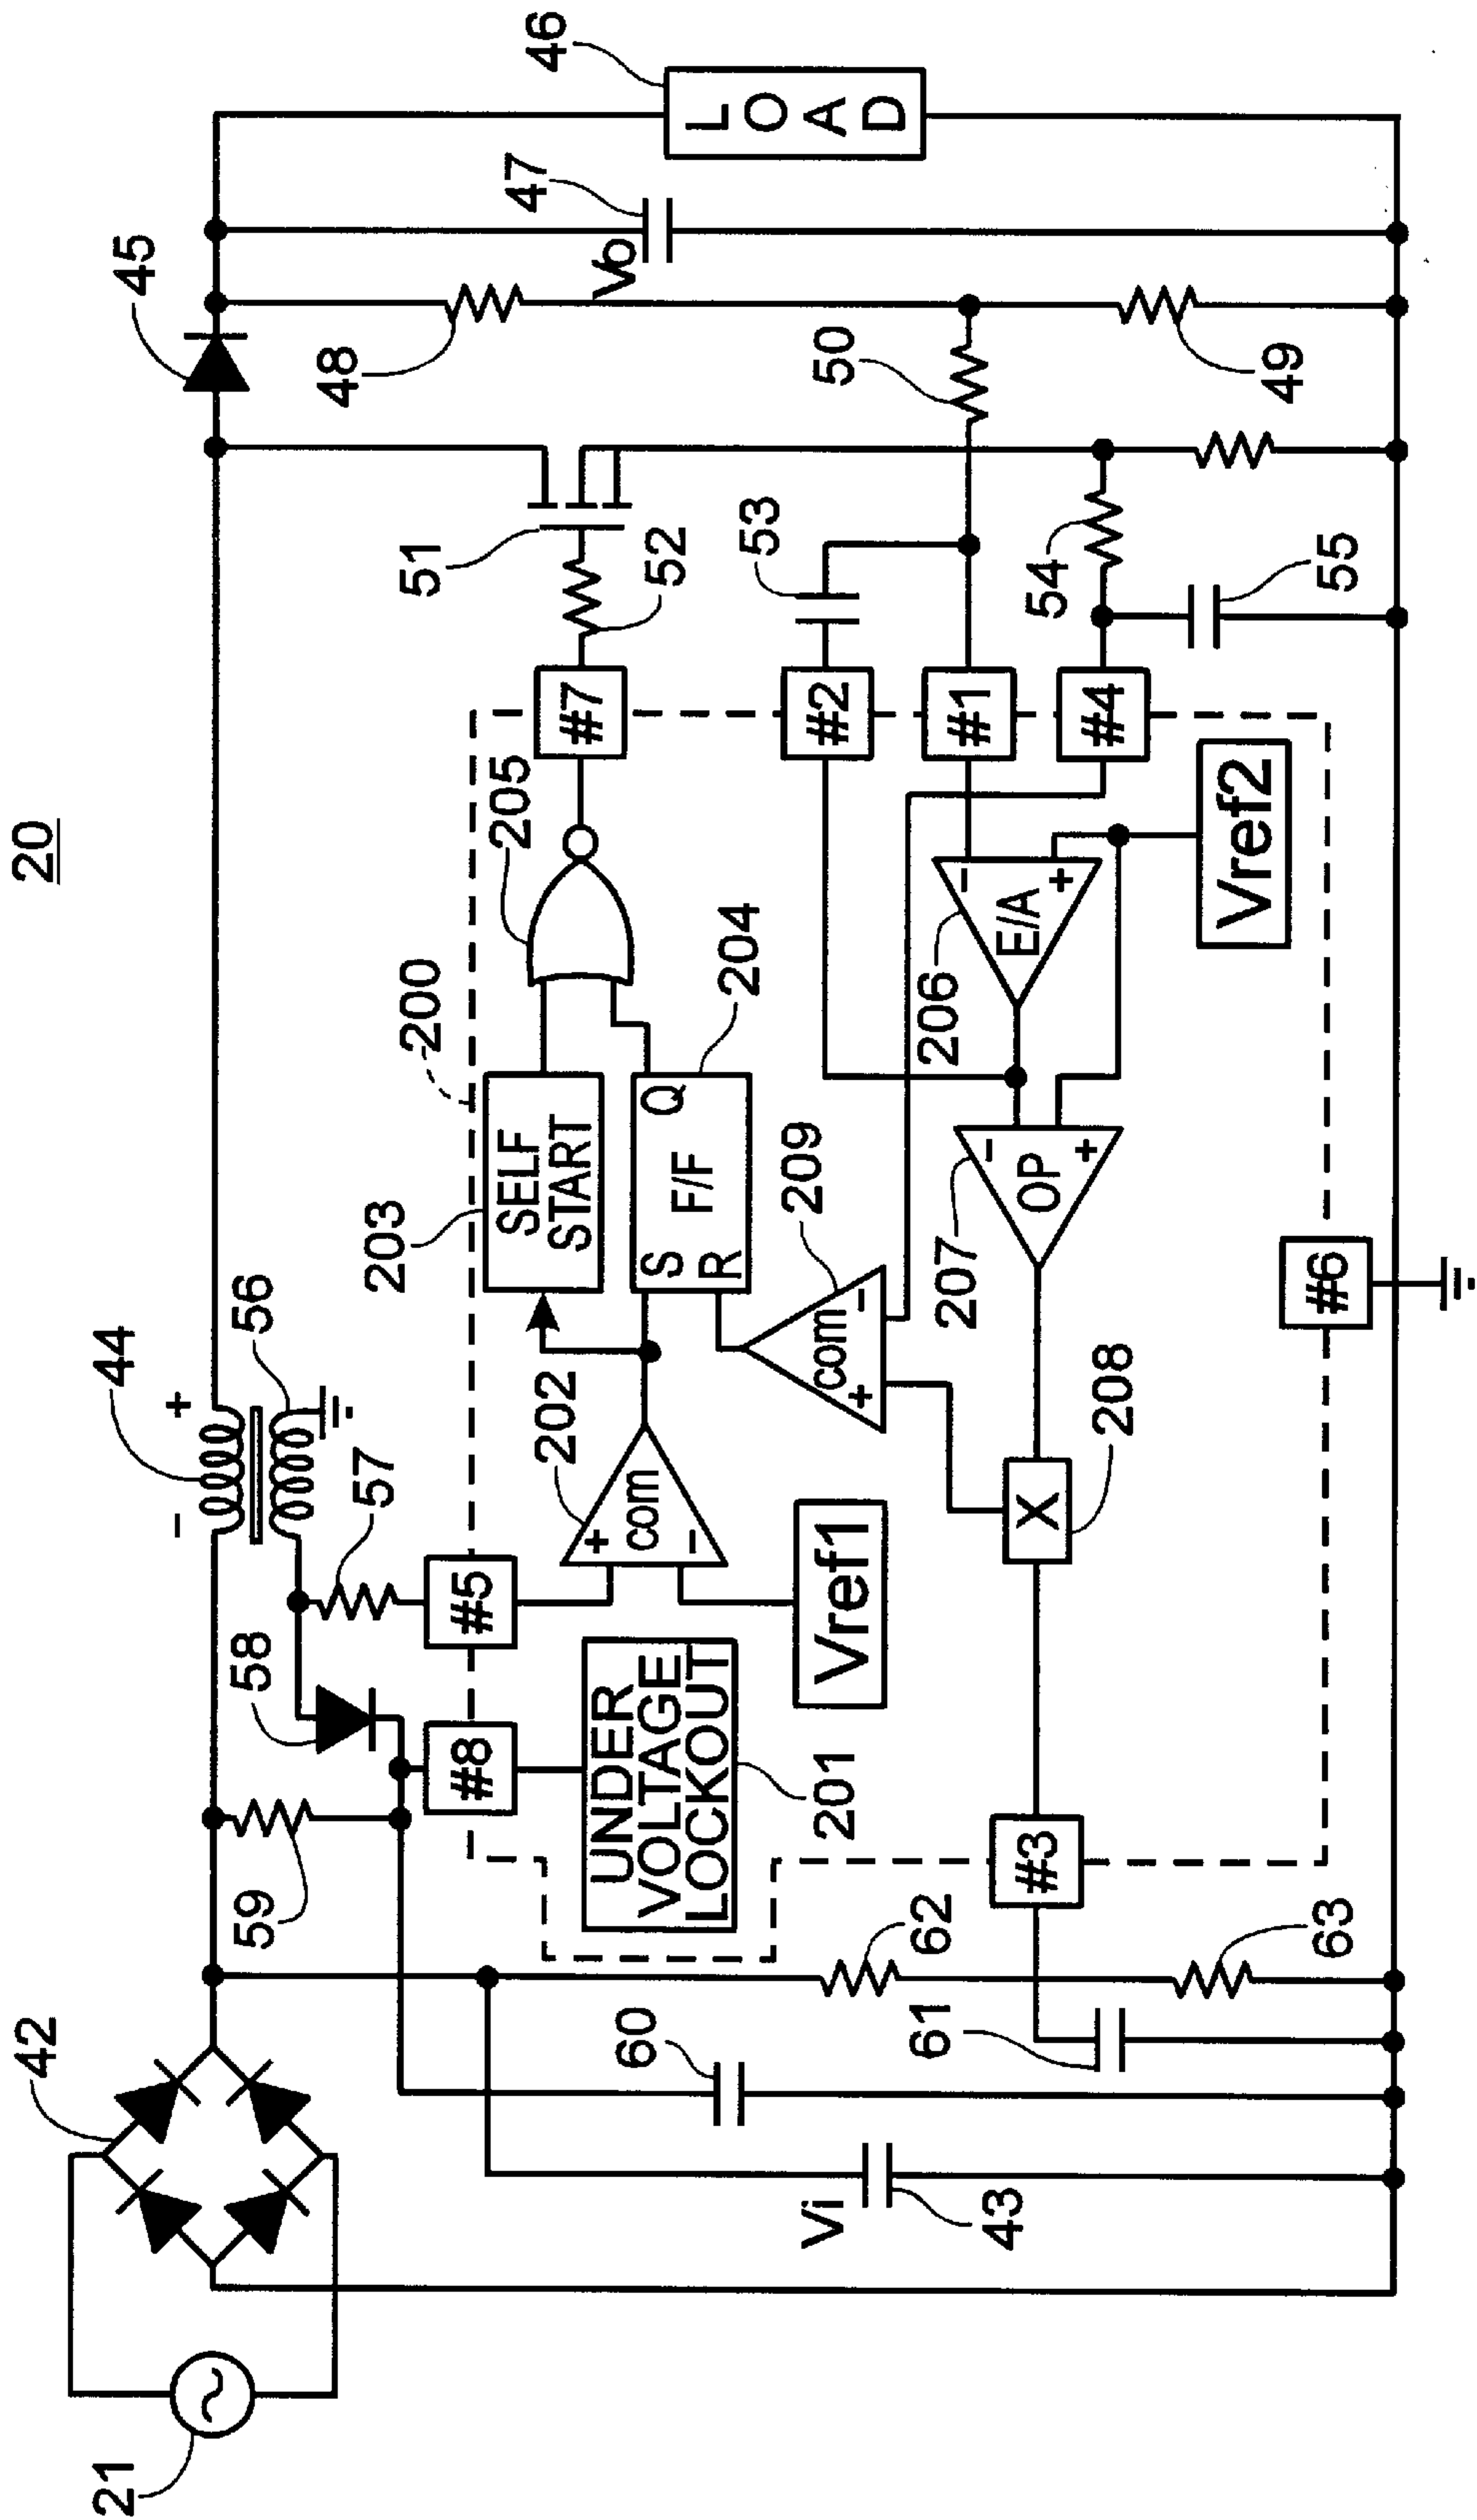 20
44
+
-
56
45
42
59
58
57
203
SELF
START
200
205
51
52
48
Vo
47
46
LOAD
#7
#8
#5
21
202
+
com
-
S
F/F
Q
R
204
53
#2
50
UNDER
VOLTAGE
LOCKOUT
201
Vref1
209
com
+
-
206
E/A
-
+
#1
54
#4
60
62
Vi
43
61
#3
X
208
207
OP
-
+
Vref2
55
49
63
#6